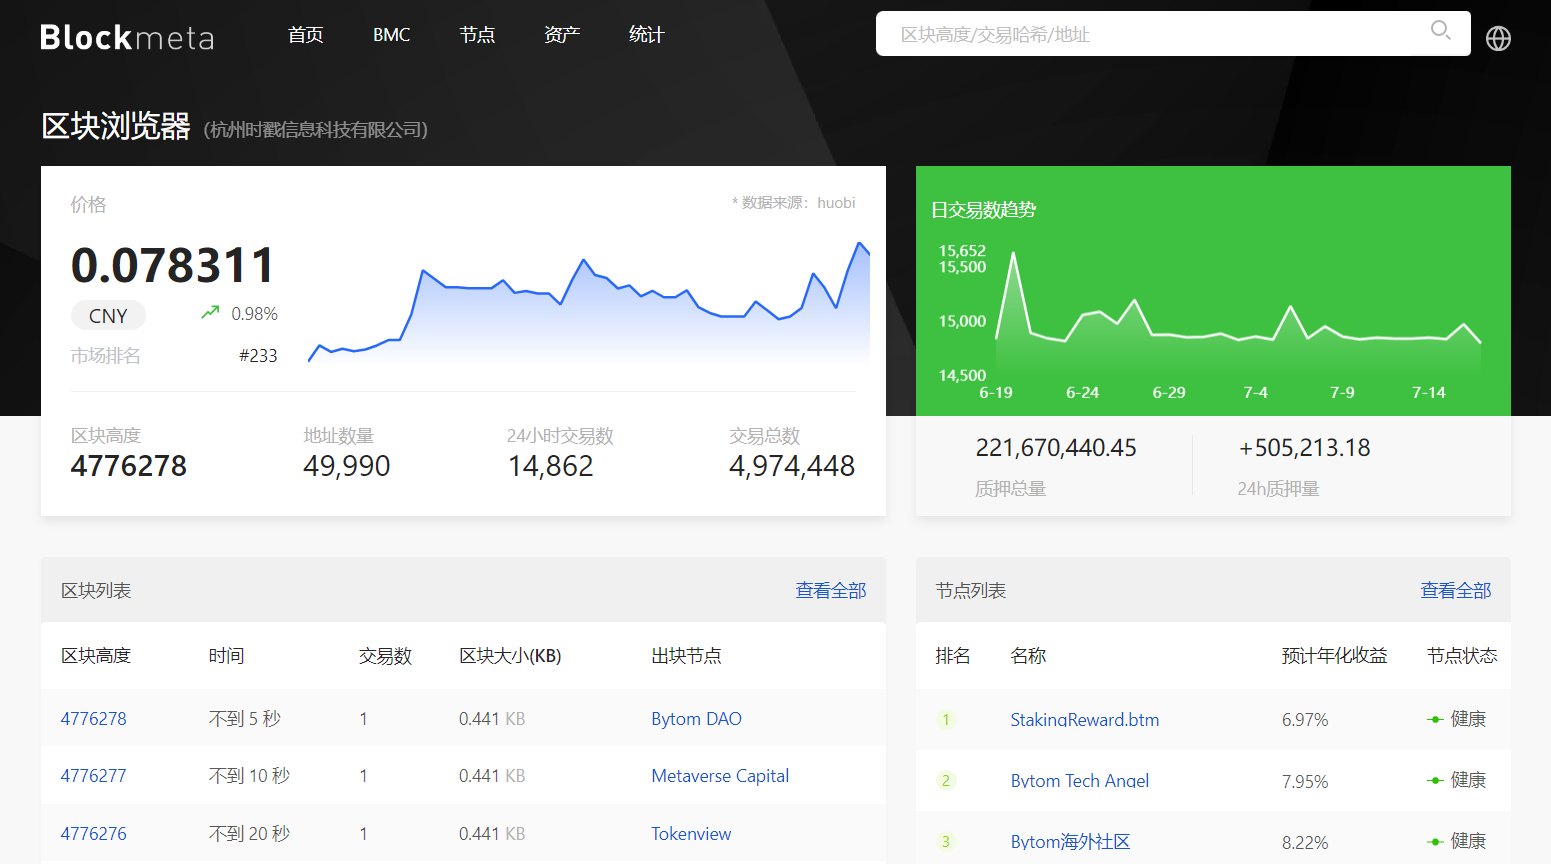 Blockmeta 首页 BMC 节点 资产 统计 区块高度/交易哈希/地址
区块浏览器 (杭州时戳信息科技有限公司)
价格 * 数据来源：huobi
0.078311
CNY 0.98%
市场排名 #233
区块高度 地址数量 24小时交易数 交易总数
4776278 49,990 14,862 4,974,448
日交易数趋势
15,652
15,500
15,000
14,500
6-19 6-24 6-29 7-4 7-9 7-14
221,670,440.45 +505,213.18
质押总量 24h质押量
区块列表 查看全部
区块高度 时间 交易数 区块大小(KB) 出块节点
4776278 不到 5 秒 1 0.441 KB Bytom DAO
4776277 不到 10 秒 1 0.441 KB Metaverse Capital
4776276 不到 20 秒 1 0.441 KB Tokenview
节点列表 查看全部
排名 名称 预计年化收益 节点状态
1 StakingReward.btm 6.97% 健康
2 Bytom Tech Angel 7.95% 健康
3 Bytom海外社区 8.22% 健康